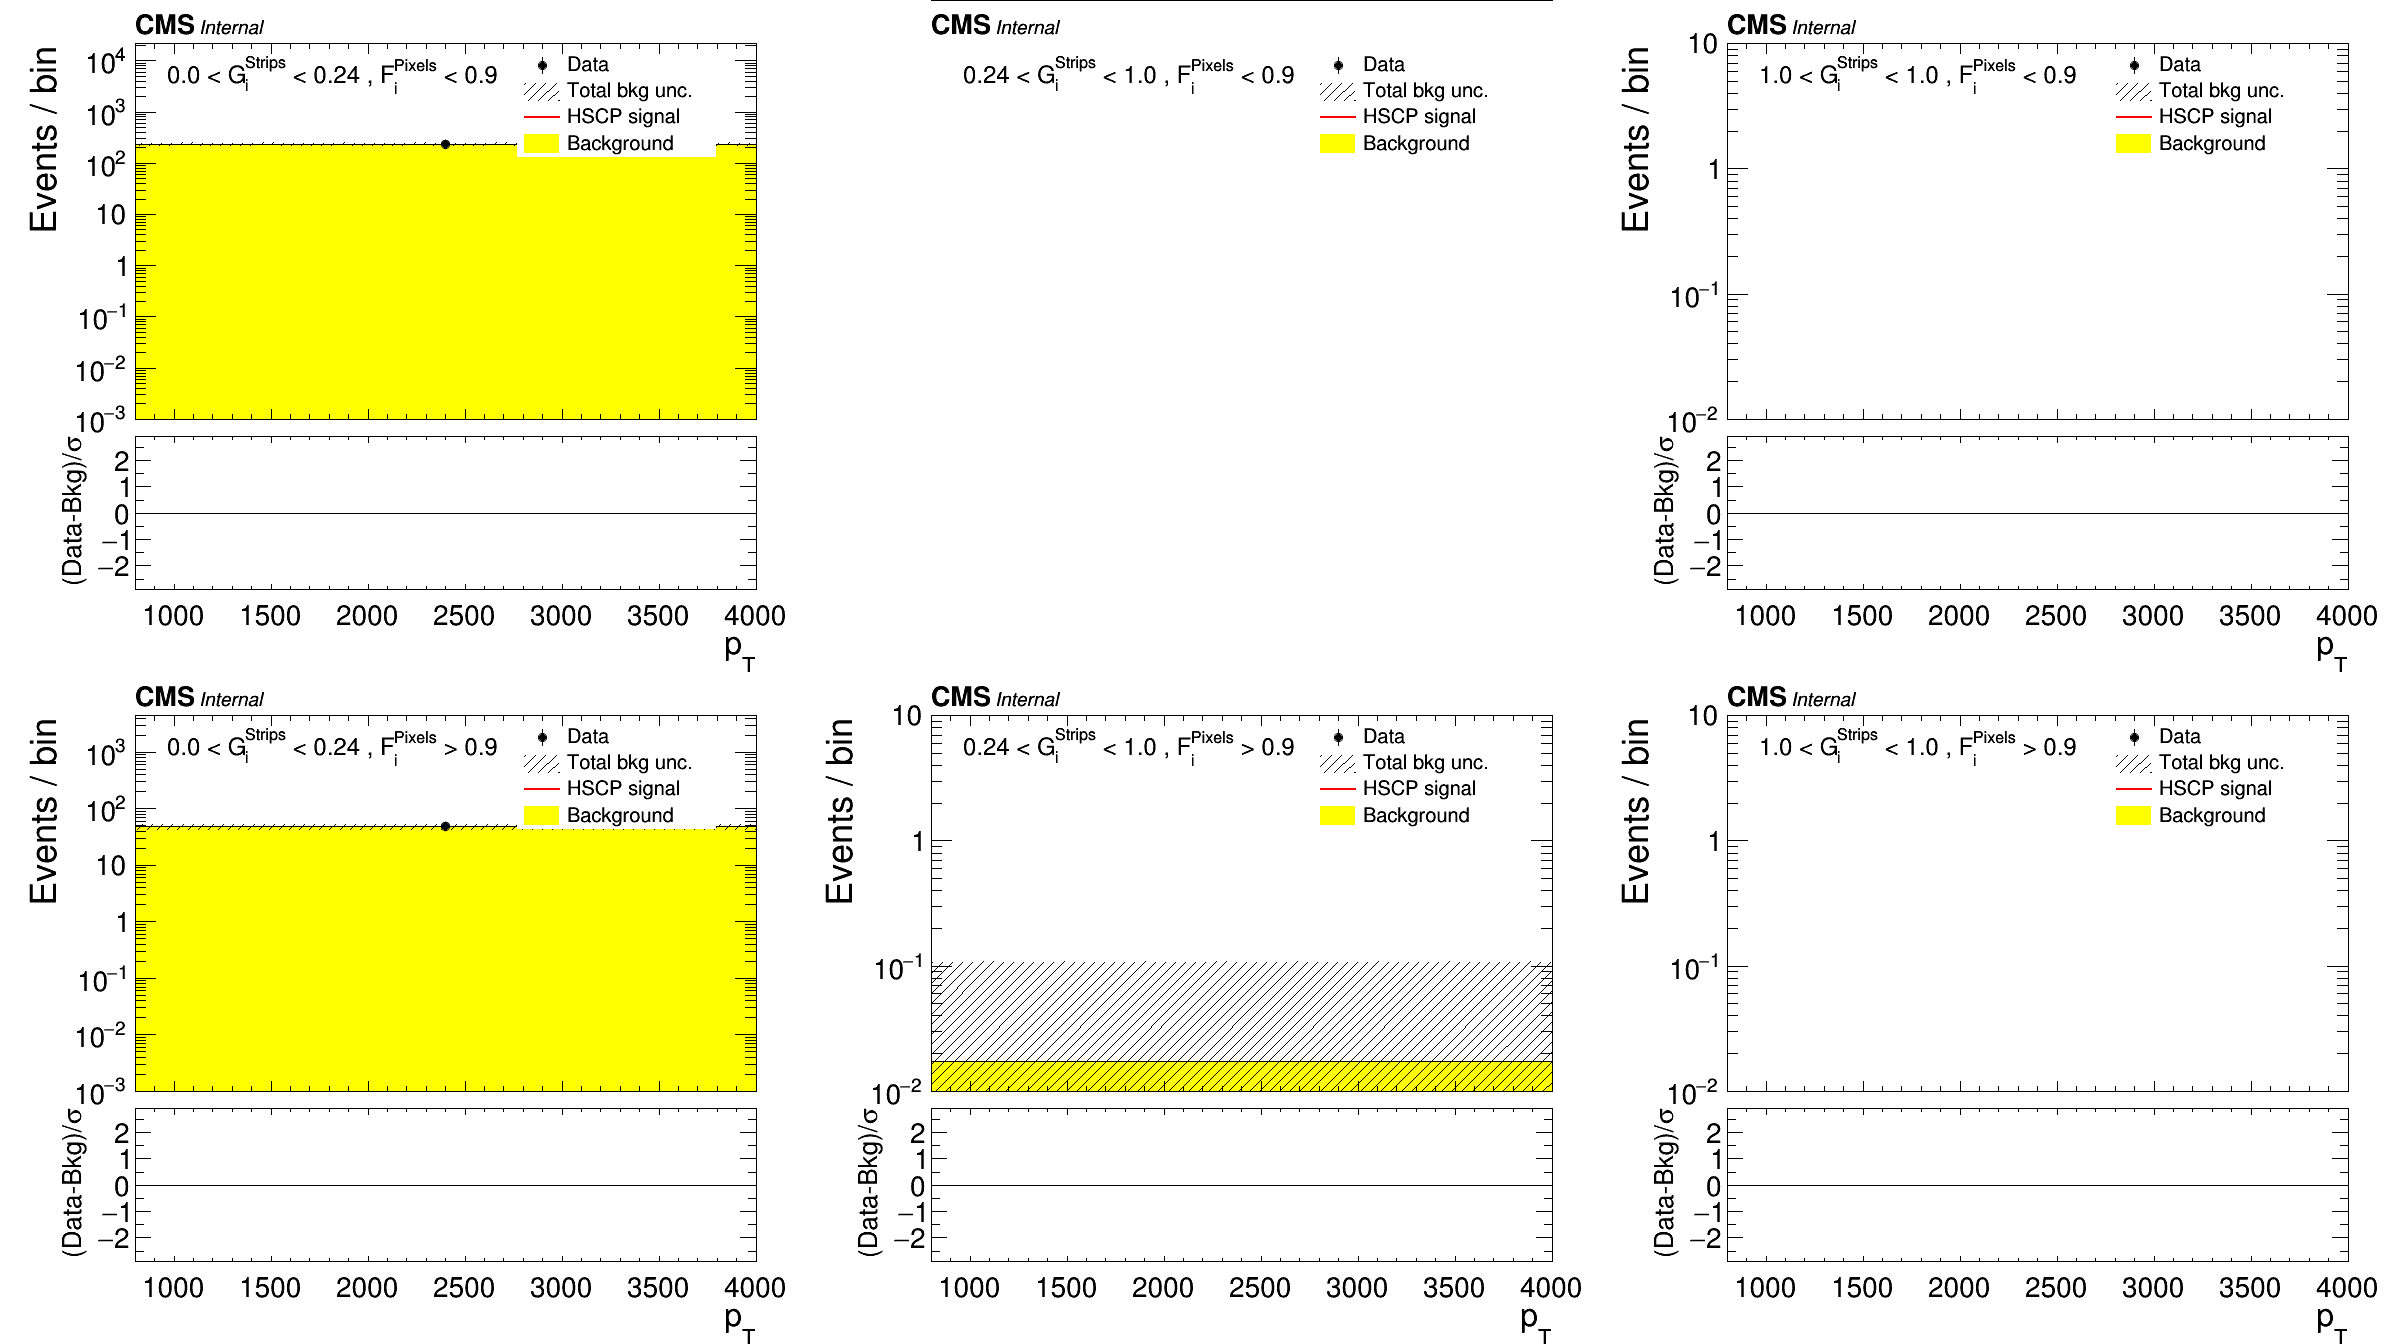 CMS Internal
Events / bin
0.0 < G_i^Strips < 0.24 , F_i^Pixels < 0.9
Data
Total bkg unc.
HSCP signal
Background
10^4
10^3
10^2
10
1
10^−1
10^−2
10^−3
(Data-Bkg)/σ
2
1
0
−1
−2
1000 1500 2000 2500 3000 3500 4000
p_T
CMS Internal
0.24 < G_i^Strips < 1.0 , F_i^Pixels < 0.9
Data
Total bkg unc.
HSCP signal
Background
CMS Internal
Events / bin
1.0 < G_i^Strips < 1.0 , F_i^Pixels < 0.9
Data
Total bkg unc.
HSCP signal
Background
10
1
10^−1
10^−2
(Data-Bkg)/σ
2
1
0
−1
−2
1000 1500 2000 2500 3000 3500 4000
p_T
CMS Internal
Events / bin
0.0 < G_i^Strips < 0.24 , F_i^Pixels > 0.9
Data
Total bkg unc.
HSCP signal
Background
10^3
10^2
10
1
10^−1
10^−2
10^−3
(Data-Bkg)/σ
2
1
0
−1
−2
1000 1500 2000 2500 3000 3500 4000
p_T
CMS Internal
Events / bin
0.24 < G_i^Strips < 1.0 , F_i^Pixels > 0.9
Data
Total bkg unc.
HSCP signal
Background
10
1
10^−1
10^−2
(Data-Bkg)/σ
2
1
0
−1
−2
1000 1500 2000 2500 3000 3500 4000
p_T
CMS Internal
Events / bin
1.0 < G_i^Strips < 1.0 , F_i^Pixels > 0.9
Data
Total bkg unc.
HSCP signal
Background
10
1
10^−1
10^−2
(Data-Bkg)/σ
2
1
0
−1
−2
1000 1500 2000 2500 3000 3500 4000
p_T